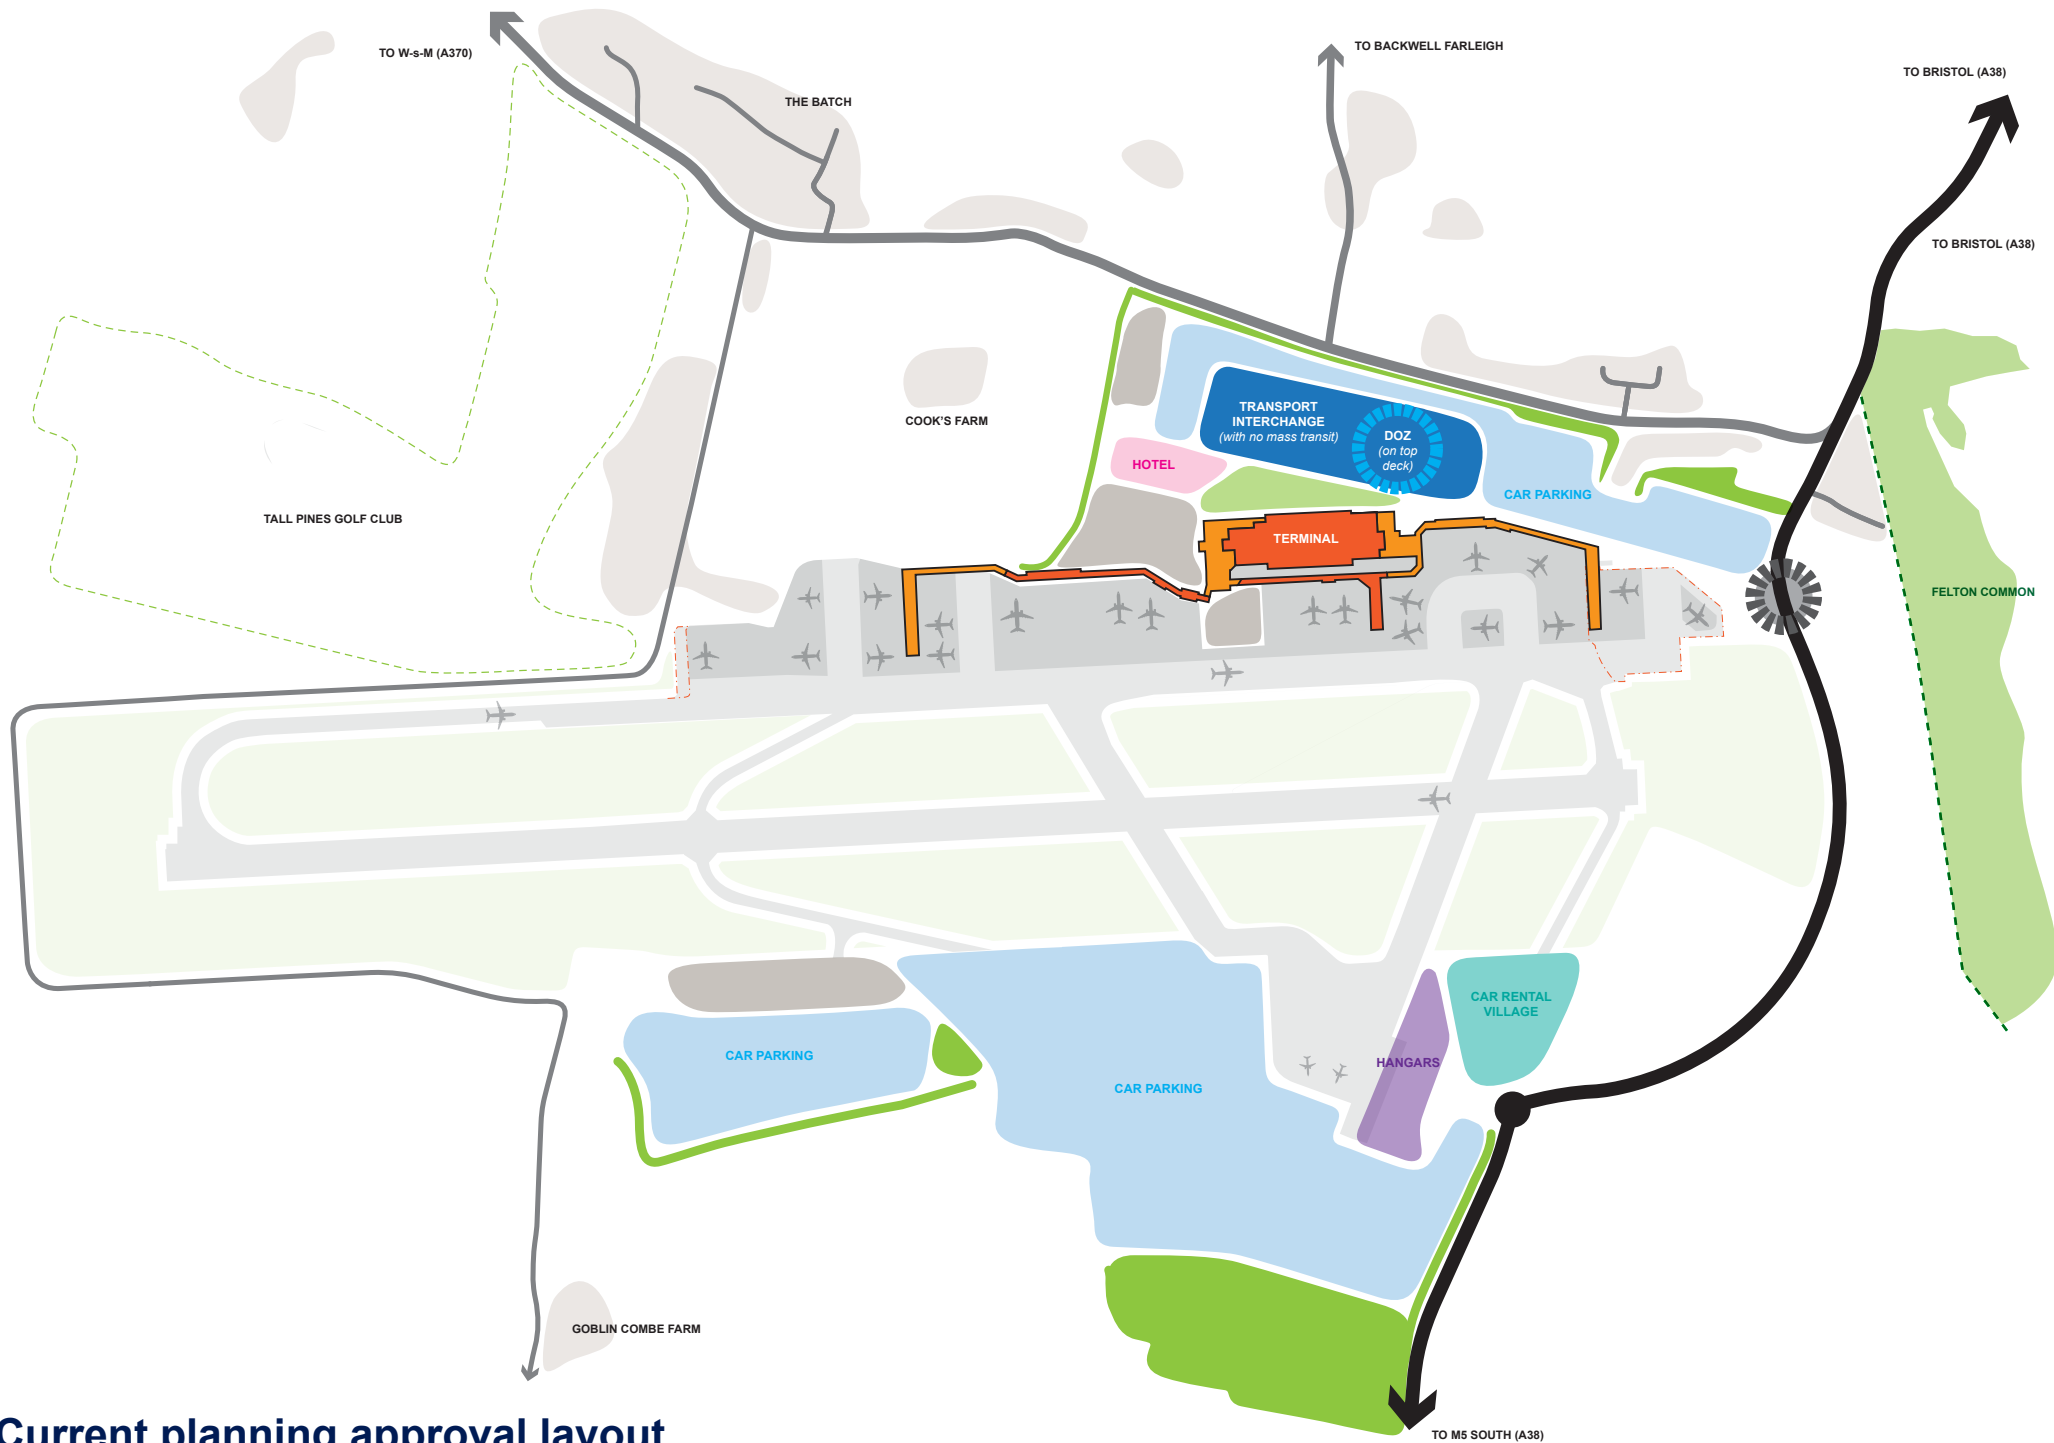 TO W-s-M (A370)
TO BACKWELL FARLEIGH
TO BRISTOL (A38)
THE BATCH
TO BRISTOL (A38)
COOK'S FARM
TRANSPORT
INTERCHANGE
(with no mass transit)
DOZ
(on top
deck)
HOTEL
CAR PARKING
TALL PINES GOLF CLUB
TERMINAL
FELTON COMMON
CAR RENTAL
VILLAGE
CAR PARKING
HANGARS
CAR PARKING
GOBLIN COMBE FARM
Current planning approval layout
TO M5 SOUTH (A38)